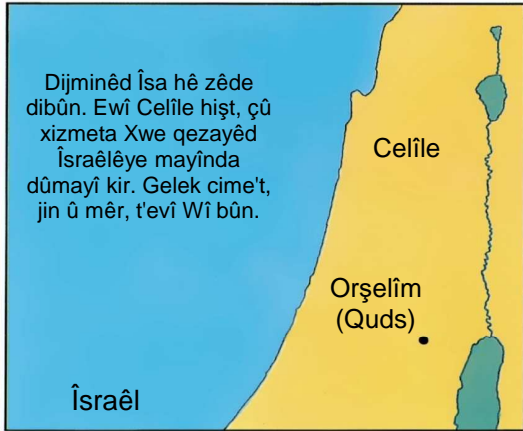 Dijminêd Îsa hê zêde
dibûn. Ewî Celîle hişt, çû
xizmeta Xwe qezayêd
Îsraêlêye mayînda
dûmayî kir. Gelek cime't,
jin û mêr, t'evî Wî bûn.
Celîle
Orşelîm
(Quds)
Îsraêl